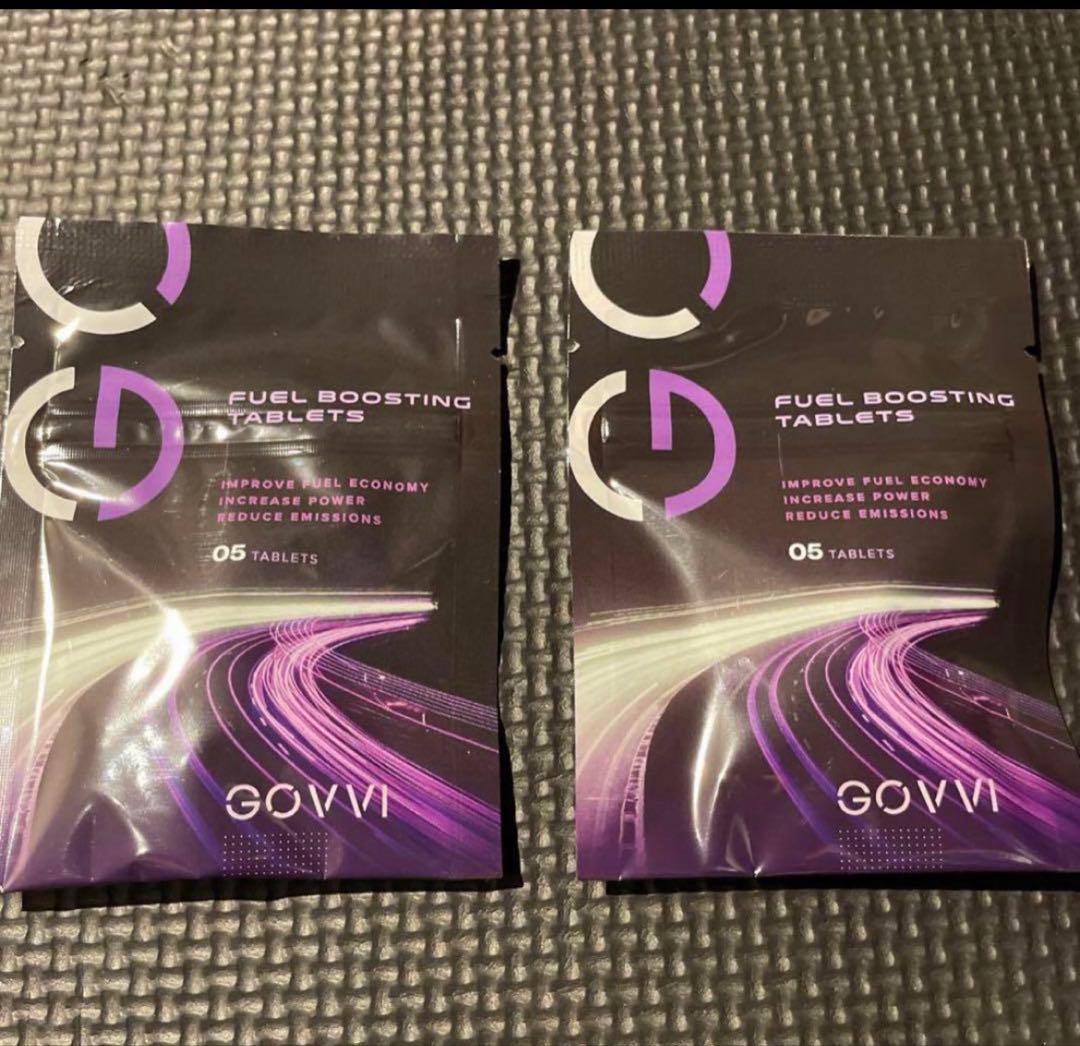 FUEL BOOSTING
TABLETS
IMPROVE FUEL ECONOMY
INCREASE POWER
REDUCE EMISSIONS
05 TABLETS
GOVVI
FUEL BOOSTING
TABLETS
IMPROVE FUEL ECONOMY
INCREASE POWER
REDUCE EMISSIONS
05 TABLETS
GOVVI